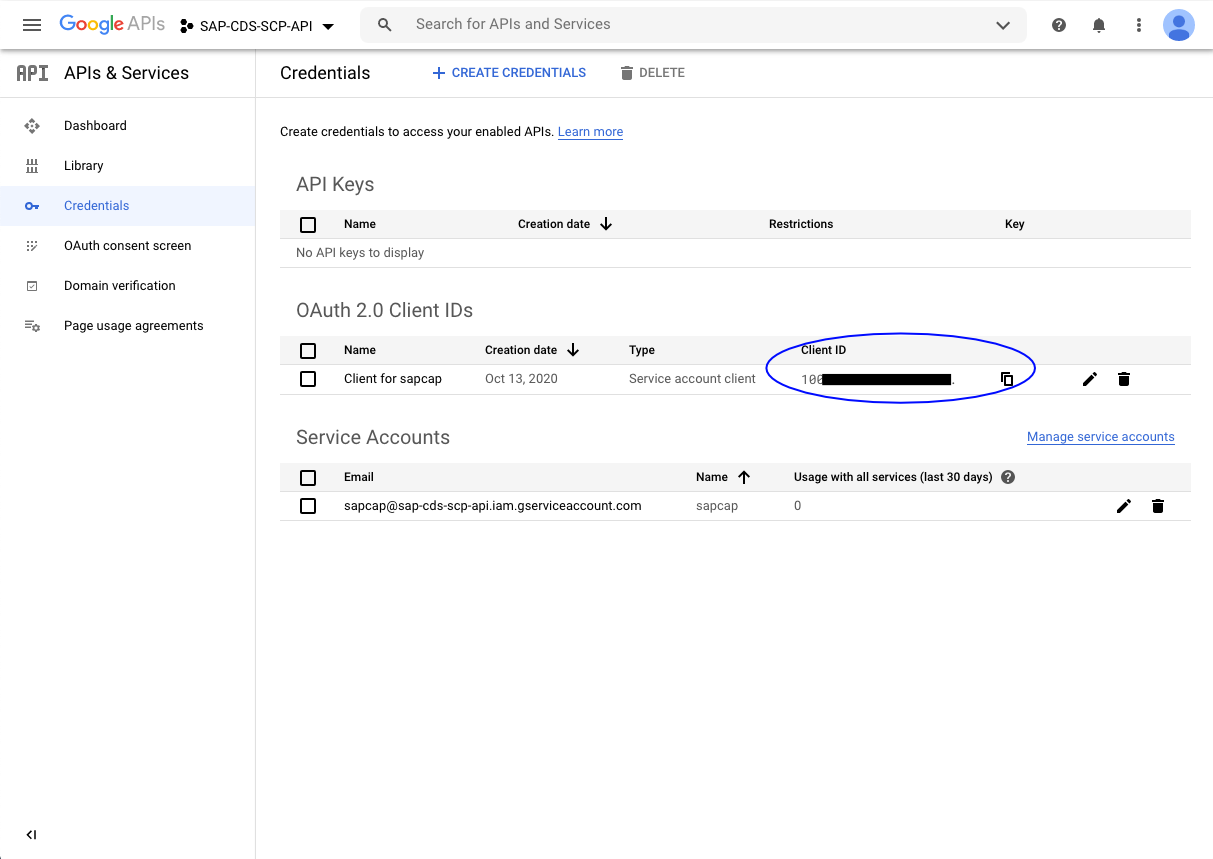 Google APIs SAP-CDS-SCP-API Search for APIs and Services
API APIs & Services Credentials CREATE CREDENTIALS DELETE
Dashboard
Library
Credentials
OAuth consent screen
Domain verification
Page usage agreements
Create credentials to access your enabled APIs. Learn more
API Keys
Name Creation date Restrictions Key
No API keys to display
OAuth 2.0 Client IDs
Name Creation date Type Client ID
Client for sapcap Oct 13, 2020 Service account client 100
Service Accounts Manage service accounts
Email Name Usage with all services (last 30 days)
sapcap@sap-cds-scp-api.iam.gserviceaccount.com sapcap 0